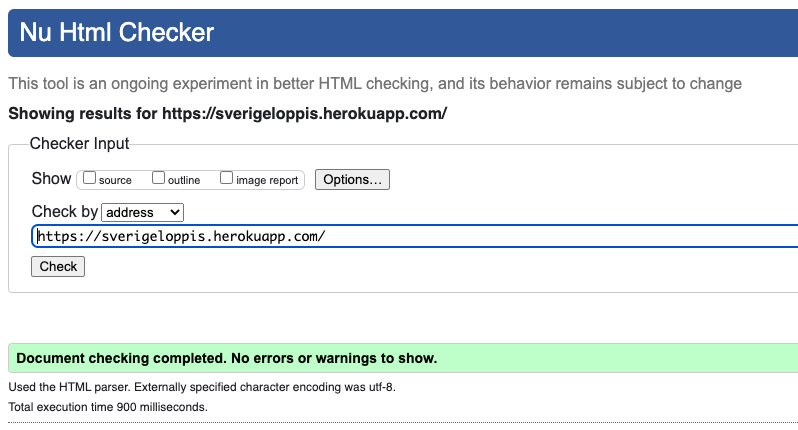 Nu Html Checker
This tool is an ongoing experiment in better HTML checking, and its behavior remains subject to change
Showing results for https://sverigeloppis.herokuapp.com/
Checker Input
Show source outline image report Options...
Check by address
https://sverigeloppis.herokuapp.com/
Check
Document checking completed. No errors or warnings to show.
Used the HTML parser. Externally specified character encoding was utf-8.
Total execution time 900 milliseconds.